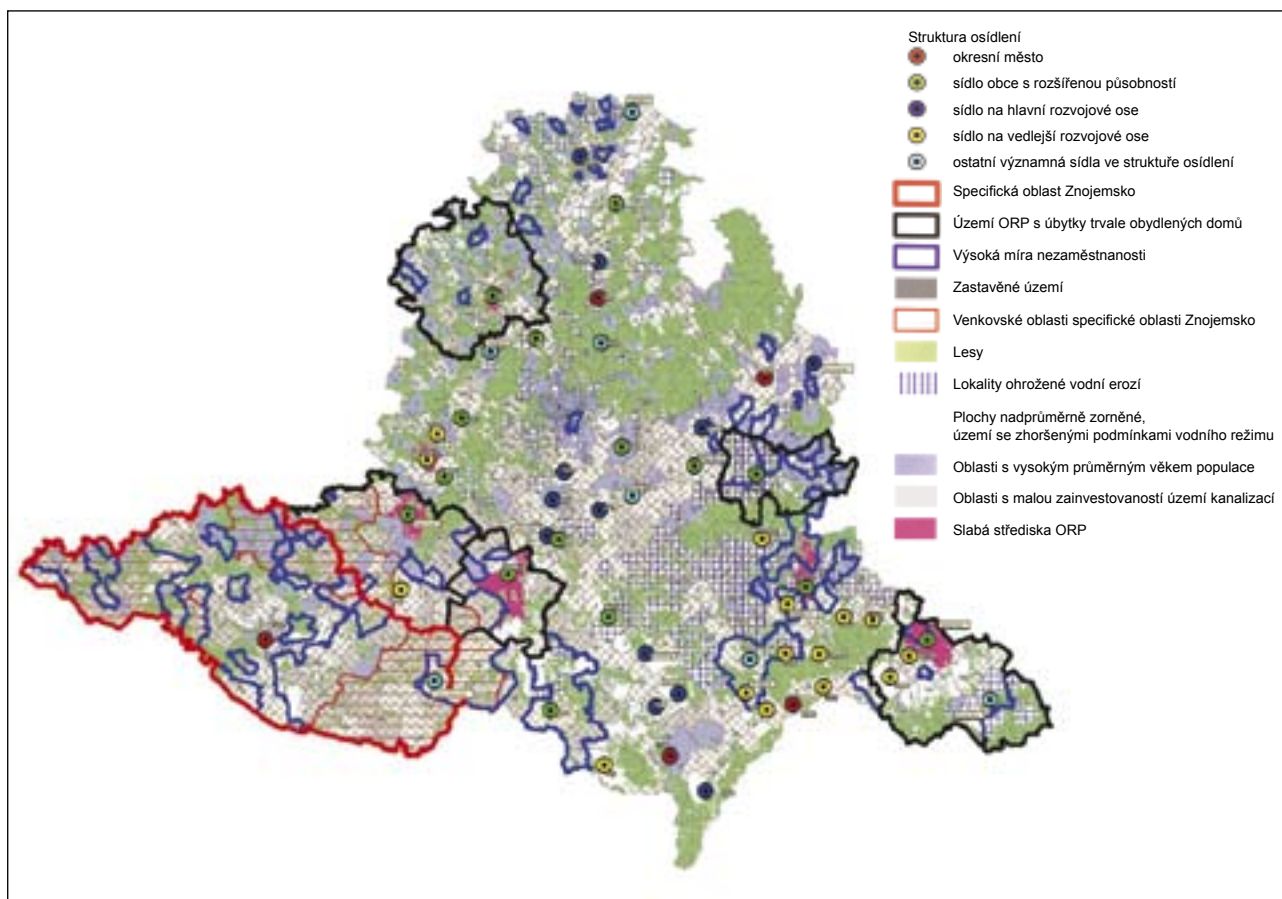 Struktura osídlení
okresní město
sídlo obce s rozšířenou působností
sídlo na hlavní rozvojové ose
sídlo na vedlejší rozvojové ose
ostatní významná sídla ve struktuře osídlení
Specifická oblast Znojemsko
Území ORP s úbytky trvale obydlených domů
Výsoká míra nezaměstnanosti
Zastavěné území
Venkovské oblasti specifické oblasti Znojemsko
Lesy
Lokality ohrožené vodní erozí
Plochy nadprůměrně zorněné,
území se zhoršenými podmínkami vodního režimu
Oblasti s vysokým průměrným věkem populace
Oblasti s malou zainvestovaností území kanalizací
Slabá střediska ORP